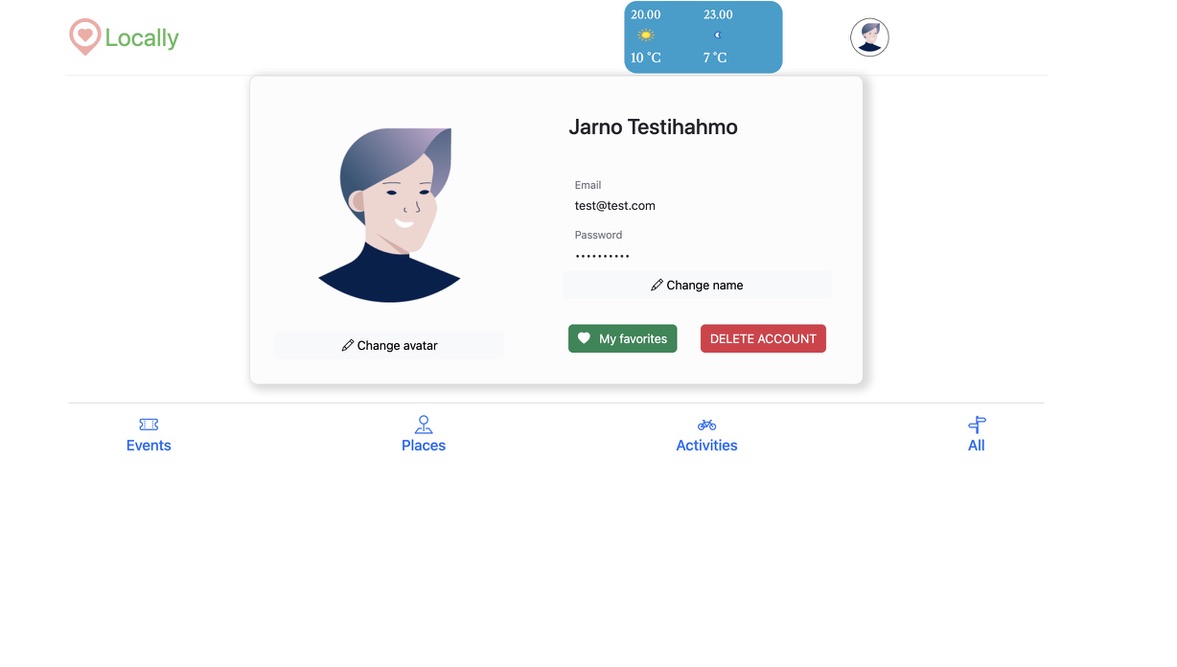 Locally
20.00 23.00
10 °C 7 °C
Jarno Testihahmo
Email
test@test.com
Password
••••••••••
Change name
My favorites DELETE ACCOUNT
Change avatar
Events Places Activities All